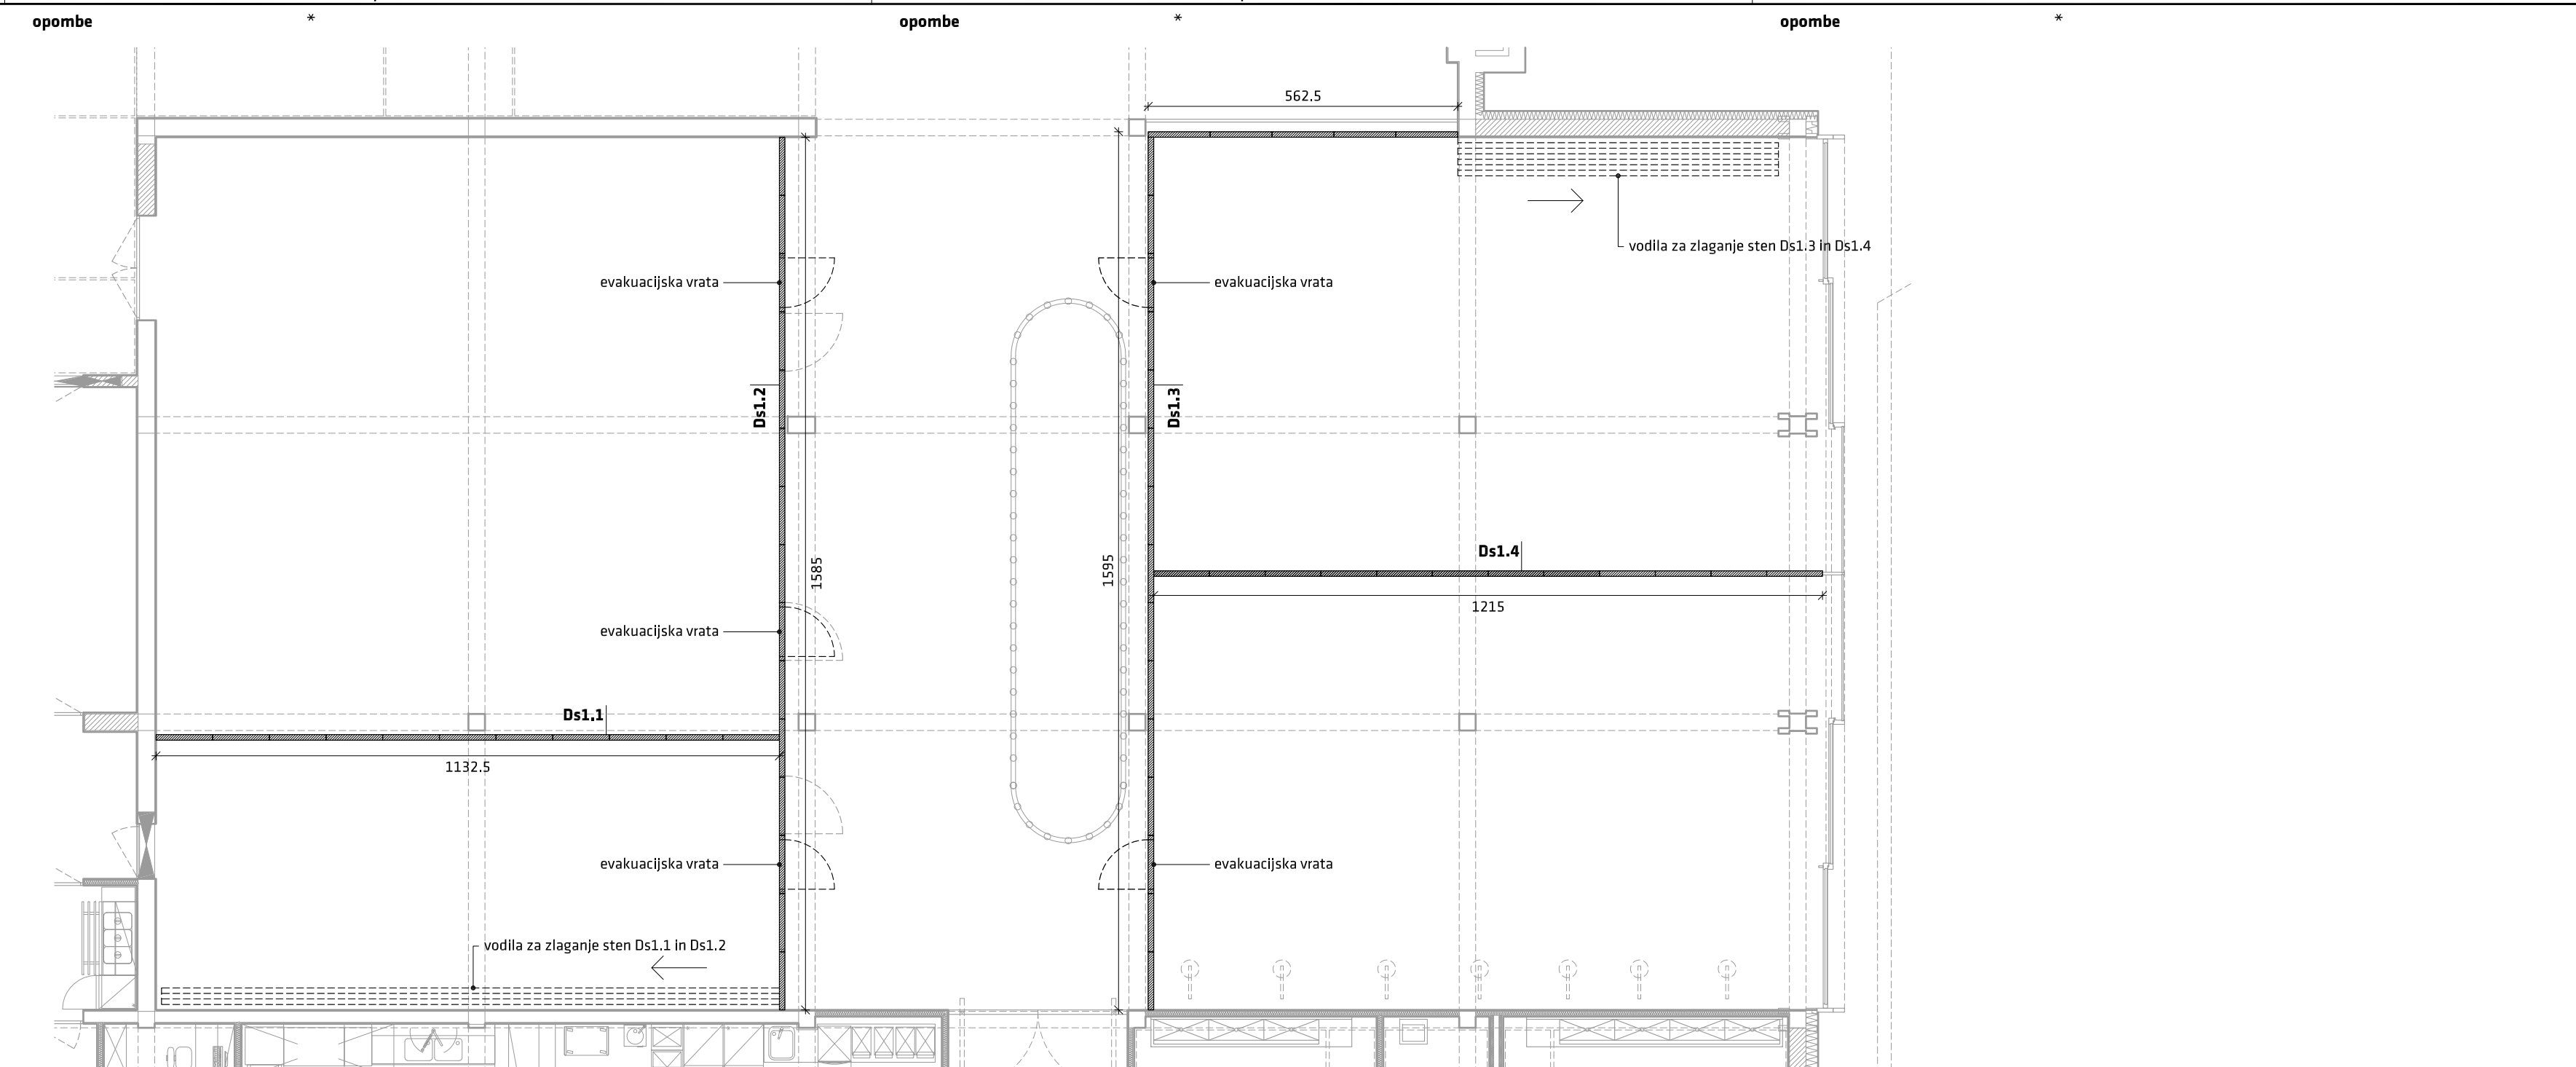 opombe *
opombe *
opombe *
562.5
vodila za zlaganje sten Ds1.3 in Ds1.4
evakuacijska vrata
evakuacijska vrata
Ds1.2
Ds1.3
1585
1595
Ds1.4
1215
evakuacijska vrata
Ds1.1
1132.5
evakuacijska vrata
evakuacijska vrata
vodila za zlaganje sten Ds1.1 in Ds1.2